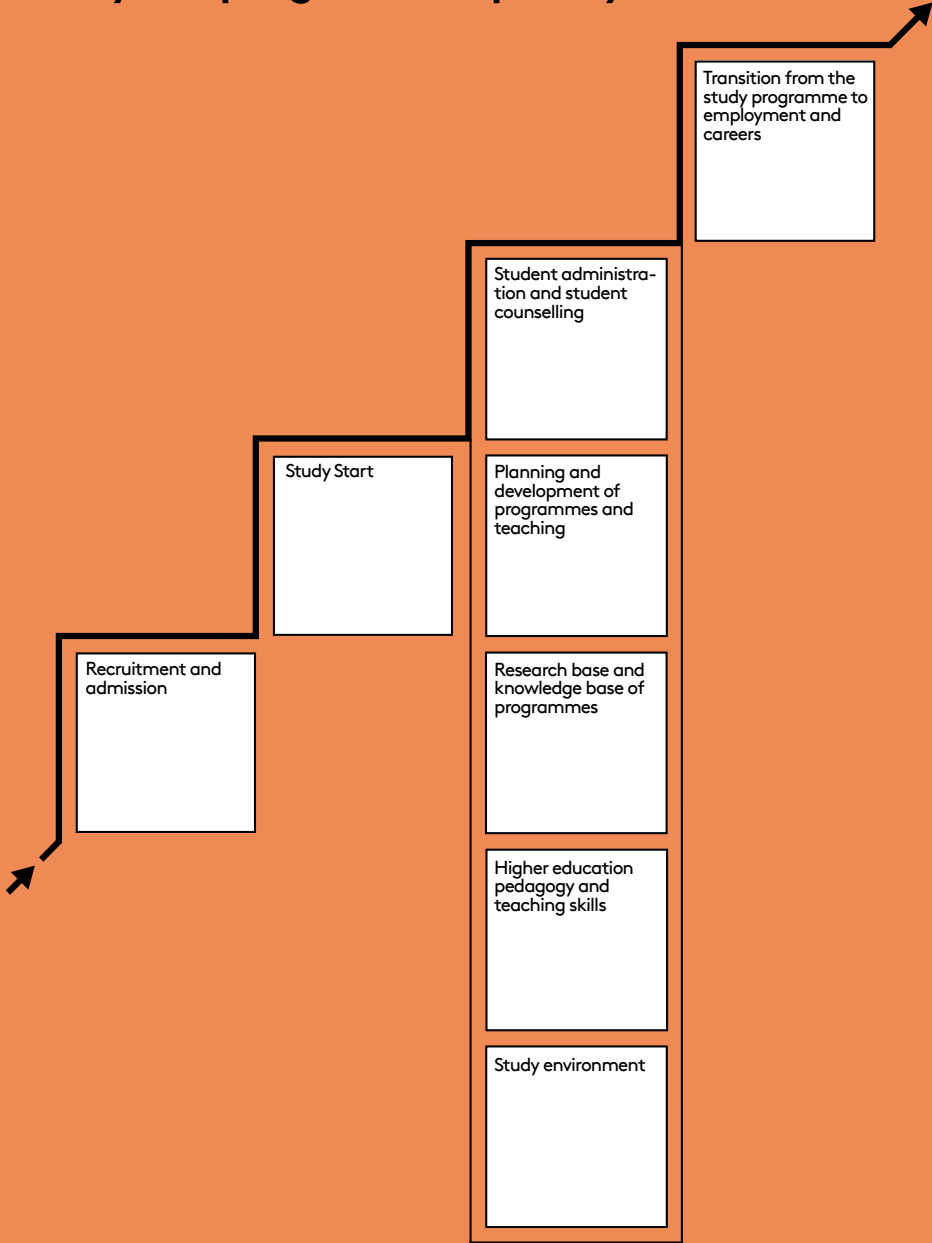 Transition from the
study programme to
employment and
careers
Student administra-
tion and student
counselling
Study Start
Planning and
development of
programmes and
teaching
Recruitment and
admission
Research base and
knowledge base of
programmes
Higher education
pedagogy and
teaching skills
Study environment